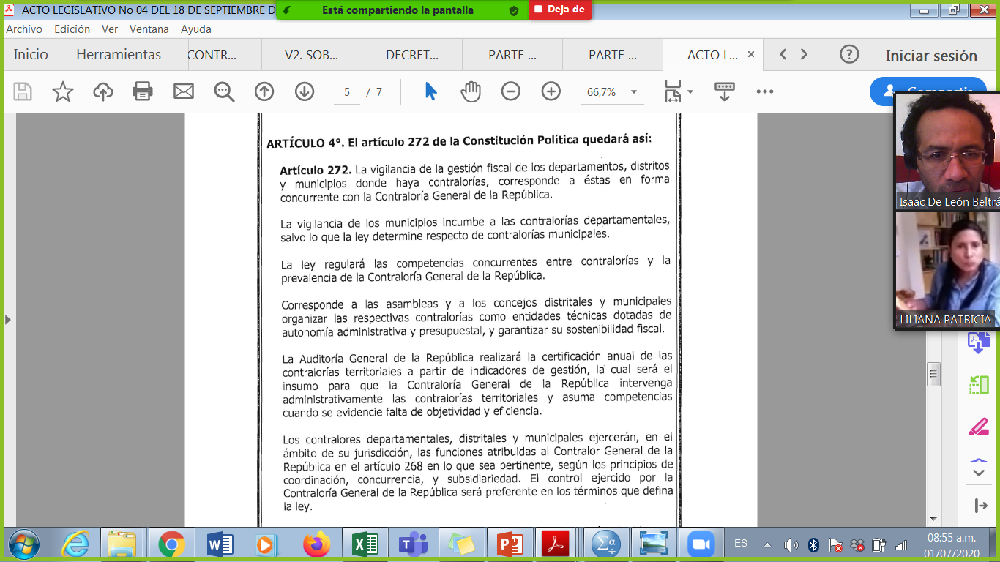 ACTO LEGISLATIVO No 04 DEL 18 DE SEPTIEMBRE D
Está compartiendo la pantalla
Deja de
Archivo Edición Ver Ventana Ayuda
Inicio Herramientas CONTR... V2. SOB... DECRET... PARTE ... PARTE ... ACTO L... × ? Iniciar sesión
5 / 7 66,7% Compartir
ARTÍCULO 4°. El artículo 272 de la Constitución Política quedará así:
Artículo 272. La vigilancia de la gestión fiscal de los departamentos, distritos
y municipios donde haya contralorías, corresponde a éstas en forma
concurrente con la Contraloría General de la República.
La vigilancia de los municipios incumbe a las contralorías departamentales,
salvo lo que la ley determine respecto de contralorías municipales.
La ley regulará las competencias concurrentes entre contralorías y la
prevalencia de la Contraloría General de la República.
Corresponde a las asambleas y a los concejos distritales y municipales
organizar las respectivas contralorías como entidades técnicas dotadas de
autonomía administrativa y presupuestal, y garantizar su sostenibilidad fiscal.
La Auditoría General de la República realizará la certificación anual de las
contralorías territoriales a partir de indicadores de gestión, la cual será el
insumo para que la Contraloría General de la República intervenga
administrativamente las contralorías territoriales y asuma competencias
cuando se evidencie falta de objetividad y eficiencia.
Los contralores departamentales, distritales y municipales ejercerán, en el
ámbito de su jurisdicción, las funciones atribuidas al Contralor General de la
República en el artículo 268 en lo que sea pertinente, según los principios de
coordinación, concurrencia, y subsidiariedad. El control ejercido por la
Contraloría General de la República será preferente en los términos que defina
la ley.
Isaac De León Beltrá
LILIANA PATRICIA
ES
08:55 a.m.
01/07/2020